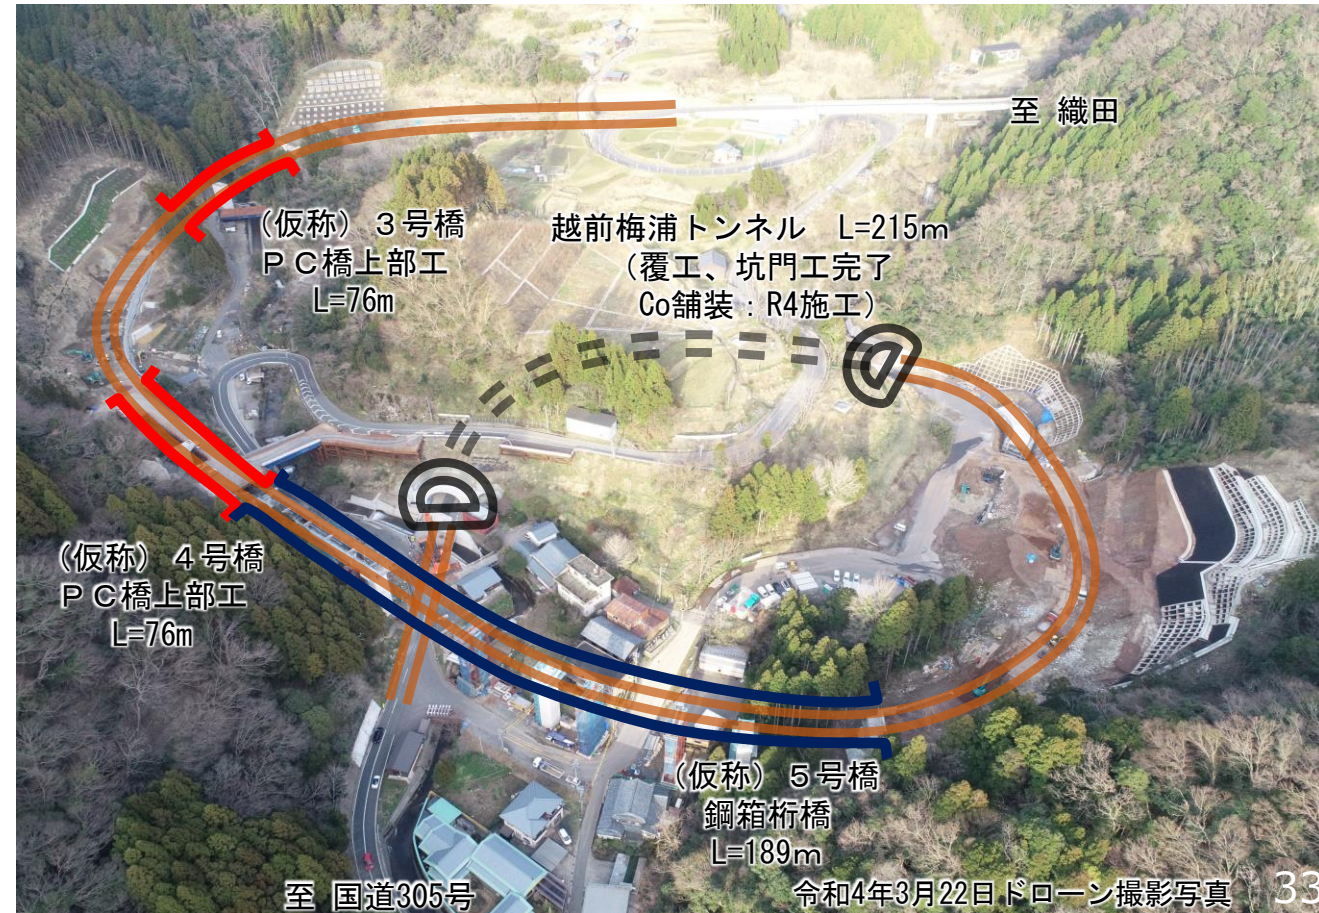 至 織田
（仮称）３号橋
ＰＣ橋上部工
L=76m
越前梅浦トンネル　L=215m
（覆工、坑門工完了
Co舗装：R4施工）
（仮称）４号橋
ＰＣ橋上部工
L=76m
（仮称）５号橋
鋼箱桁橋
L=189m
至 国道305号
令和4年3月22日ドローン撮影写真
33